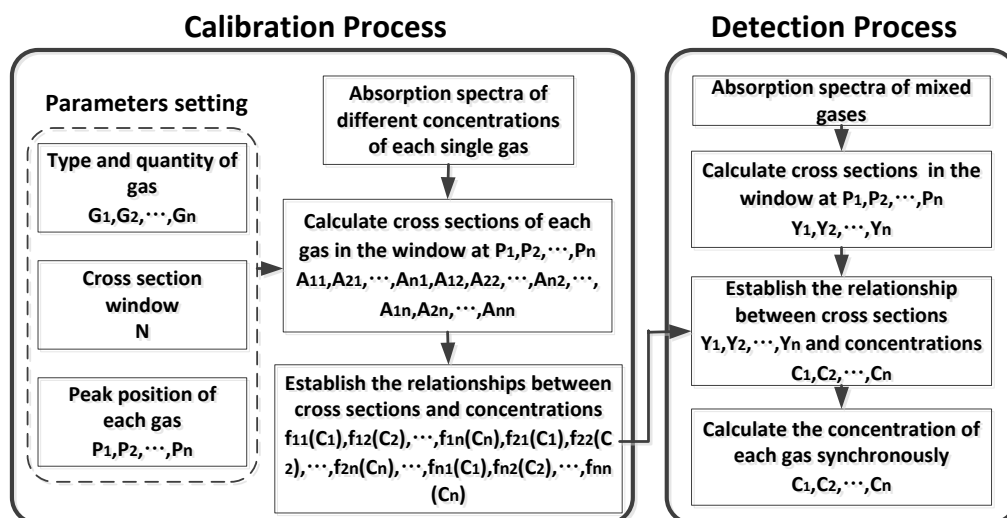 Calibration Process
Parameters setting
Type and quantity of
gas
G1,G2,···,Gn
Cross section
window
N
Peak position of
each gas
P1,P2,···,Pn
Absorption spectra of
different concentrations
of each single gas
Calculate cross sections of each
gas in the window at P1,P2,···,Pn
A11,A21,···,An1,A12,A22,···,An2,···,
A1n,A2n,···,Ann
Establish the relationships between
cross sections and concentrations
f11(C1),f12(C2),···,f1n(Cn),f21(C1),f22(C
2),···,f2n(Cn),···,fn1(C1),fn2(C2),···,fnn
(Cn)
Detection Process
Absorption spectra of mixed
gases
Calculate cross sections in the
window at P1,P2,···,Pn
Y1,Y2,···,Yn
Establish the relationship
between cross sections
Y1,Y2,···,Yn and concentrations
C1,C2,···,Cn
Calculate the concentration of
each gas synchronously
C1,C2,···,Cn